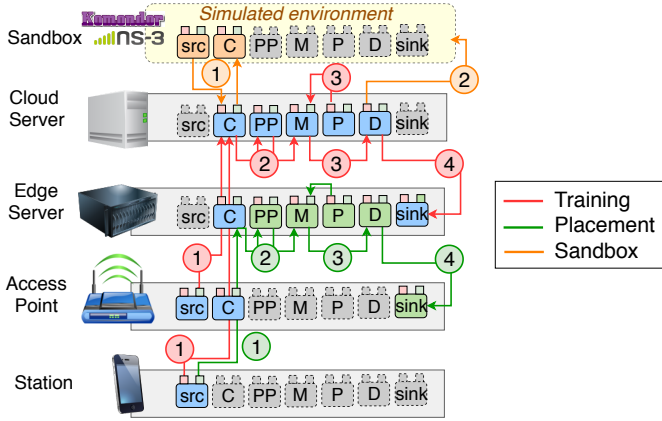 Simulated environment
Komondor
NS-3
Sandbox
src C PP M P D sink
1
3
2
Cloud
Server
src C PP M P D sink
2 3 4
Edge
Server
src C PP M P D sink
1 2 3 4
Access
Point
src C PP M P D sink
1 1
Station
src C PP M P D sink
Training
Placement
Sandbox